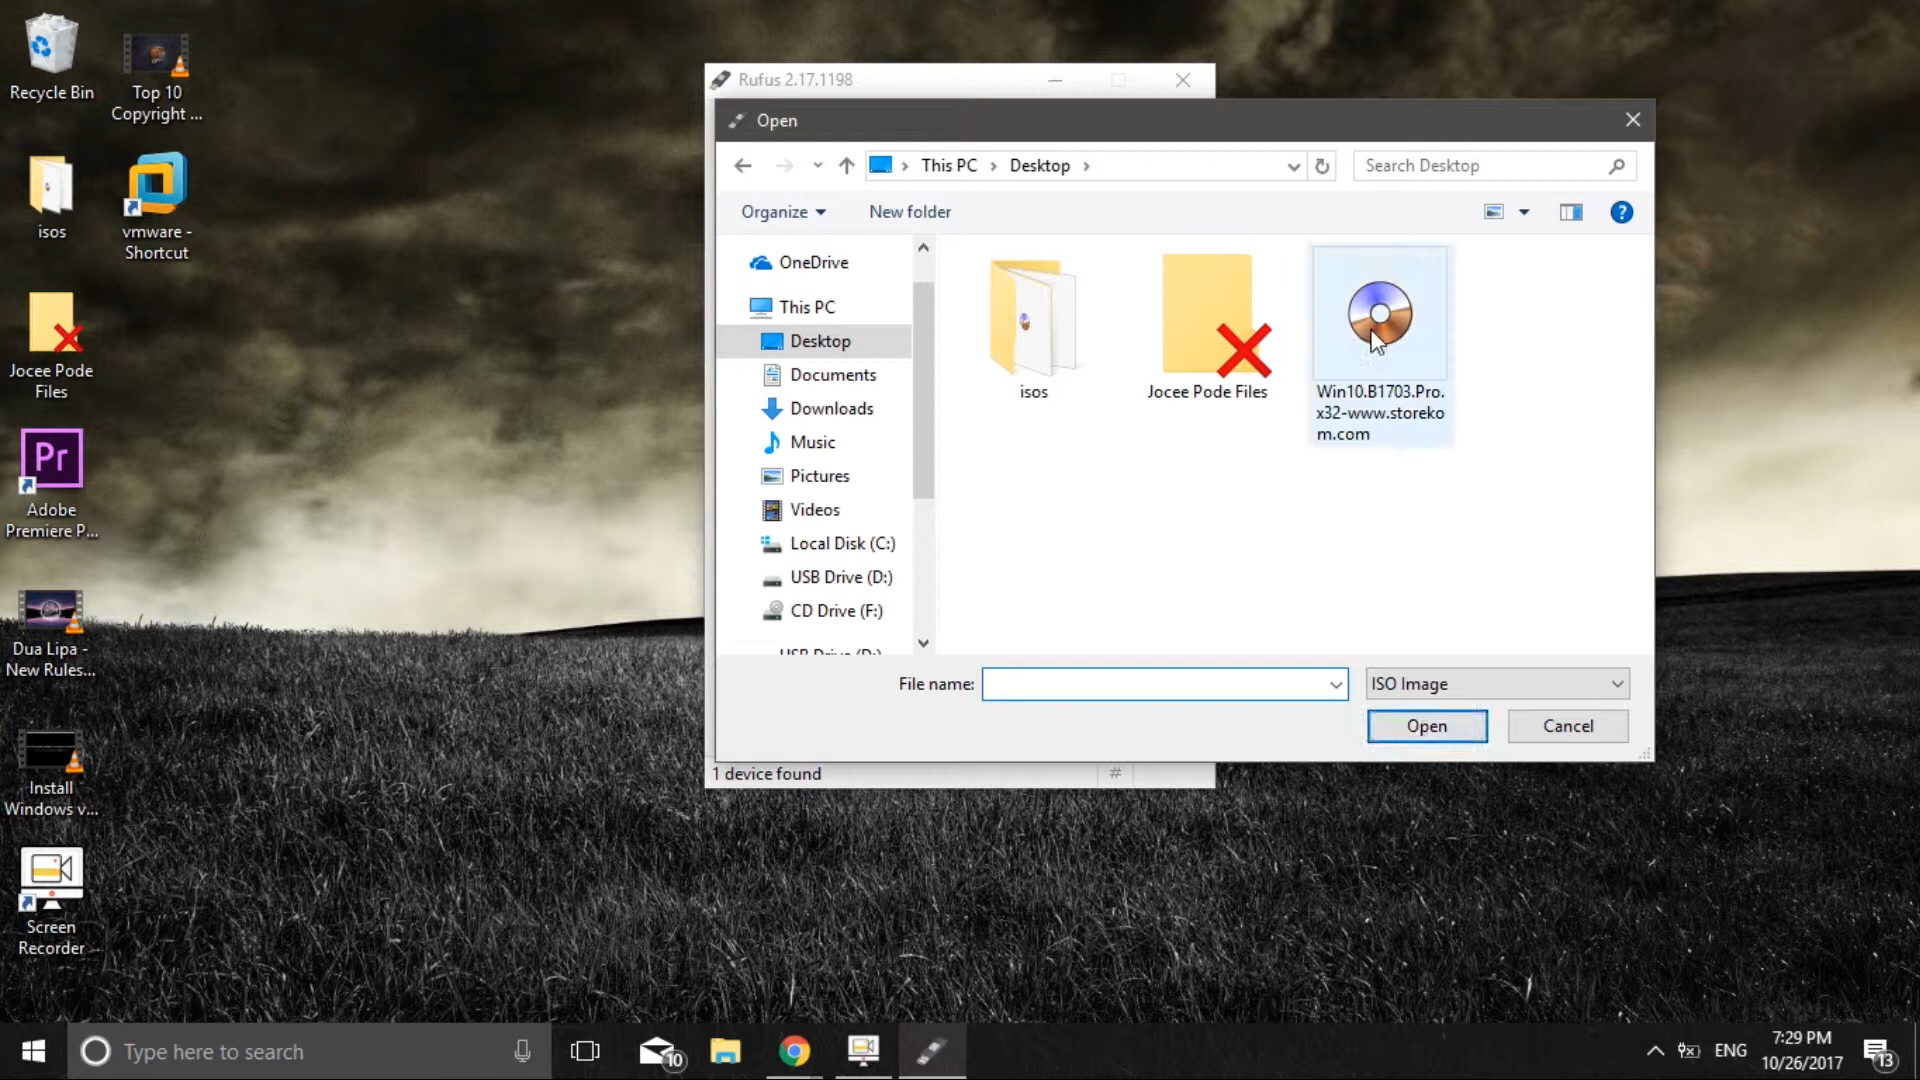 Recycle Bin
Top 10
Copyright ...
isos
vmware -
Shortcut
Jocee Pode
Files
Pr
Adobe
Premiere P...
Dua Lipa -
New Rules...
Install
Windows v...
Screen
Recorder
Rufus 2.17.1198
Open
This PC
Desktop
Search Desktop
Organize
New folder
?
OneDrive
This PC
Desktop
Documents
Downloads
Music
Pictures
Videos
Local Disk (C:)
USB Drive (D:)
CD Drive (F:)
USB Drive (D:)
isos
Jocee Pode Files
Win10.B1703.Pro.
x32-www.storeko
m.com
File name:
ISO Image
Open
Cancel
1 device found
#
Type here to search
10
ENG
7:29 PM
10/26/2017
13